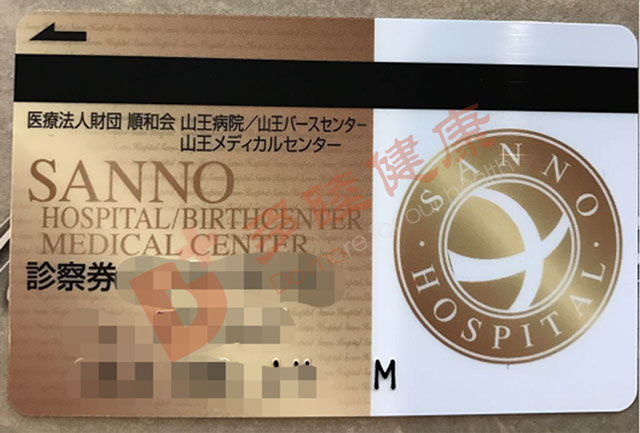 医療法人財団 順和会 山王病院/山王バースセンター
山王メディカルセンター
SANNO
HOSPITAL/BIRTHCENTER
MEDICAL CENTER
診察券
M
SANNO
HOSPITAL
健康